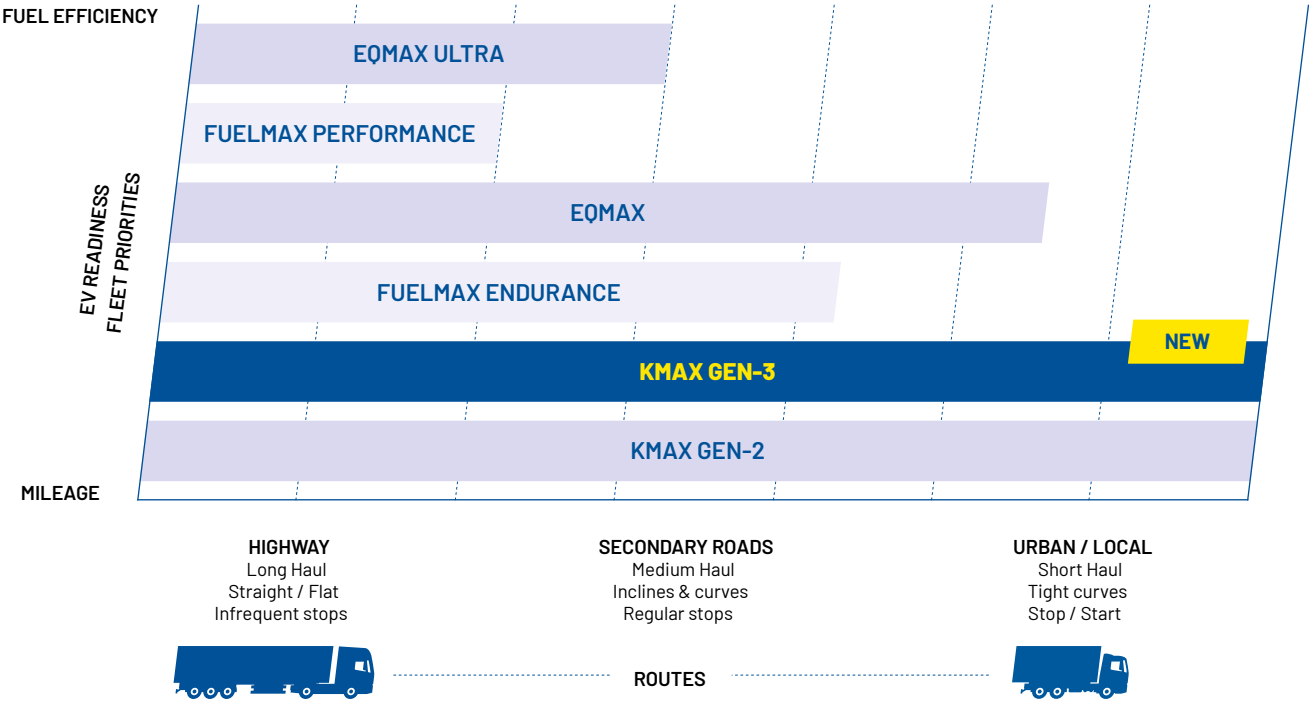 FUEL EFFICIENCY
EQMAX ULTRA
FUELMAX PERFORMANCE
EQMAX
EV READINESS
FLEET PRIORITIES
FUELMAX ENDURANCE
NEW
KMAX GEN-3
KMAX GEN-2
MILEAGE
HIGHWAY
Long Haul
Straight / Flat
Infrequent stops
SECONDARY ROADS
Medium Haul
Inclines & curves
Regular stops
URBAN / LOCAL
Short Haul
Tight curves
Stop / Start
ROUTES